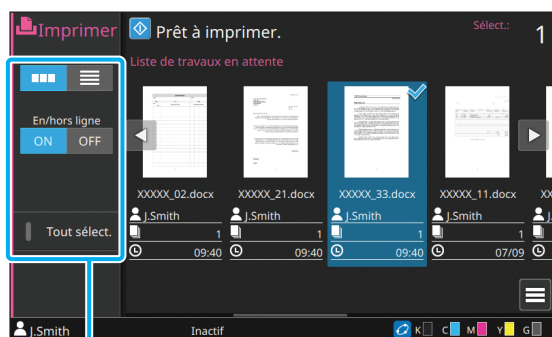 Imprimer
Prêt à imprimer.
Sélect.: 1
Liste de travaux en attente
En/hors ligne
ON OFF
Tout sélect.
XXXXX_02.docx XXXXX_21.docx XXXXX_33.docx XXXXX_11.docx XX
J.Smith J.Smith J.Smith J.Smith J.
1 1 1 1
09:40 09:40 09:40 07/09
J.Smith Inactif K C M Y G